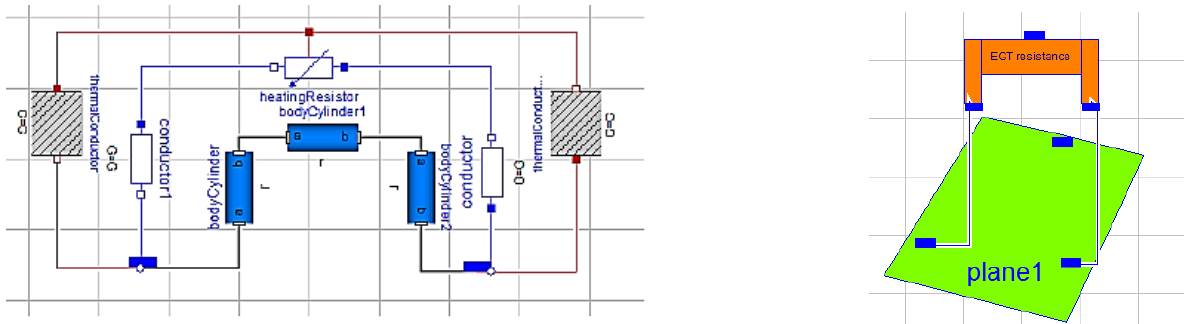 thermalConductor
G=G
conductor1
G=G
heatingResistor
bodyCylinder1
a
b
r
bodyCylinder
b
a
r
bodyCylinder2
a
b
r
conductor
G=G
thermalConduct...
G=G
ECT resistance
plane1